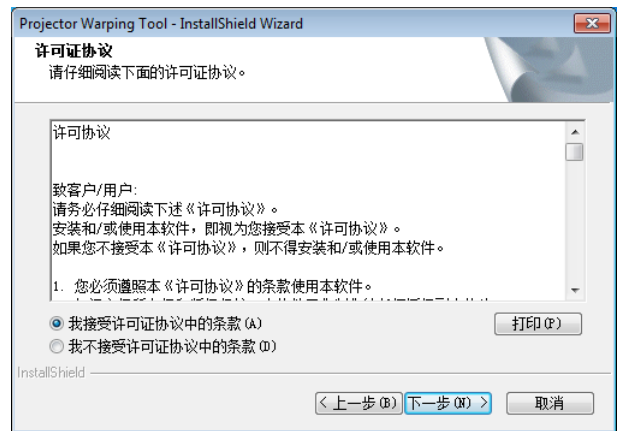 Projector Warping Tool - InstallShield Wizard
许可证协议
请仔细阅读下面的许可证协议。
许可协议
致客户/用户:
请务必仔细阅读下述《许可协议》。
安装和/或使用本软件，即视为您接受本《许可协议》。
如果您不接受本《许可协议》，则不得安装和/或使用本软件。
1. 您必须遵照本《许可协议》的条款使用本软件。
我接受许可证协议中的条款(A)
打印(P)
我不接受许可证协议中的条款(D)
InstallShield
< 上一步(B) 下一步(N) > 取消